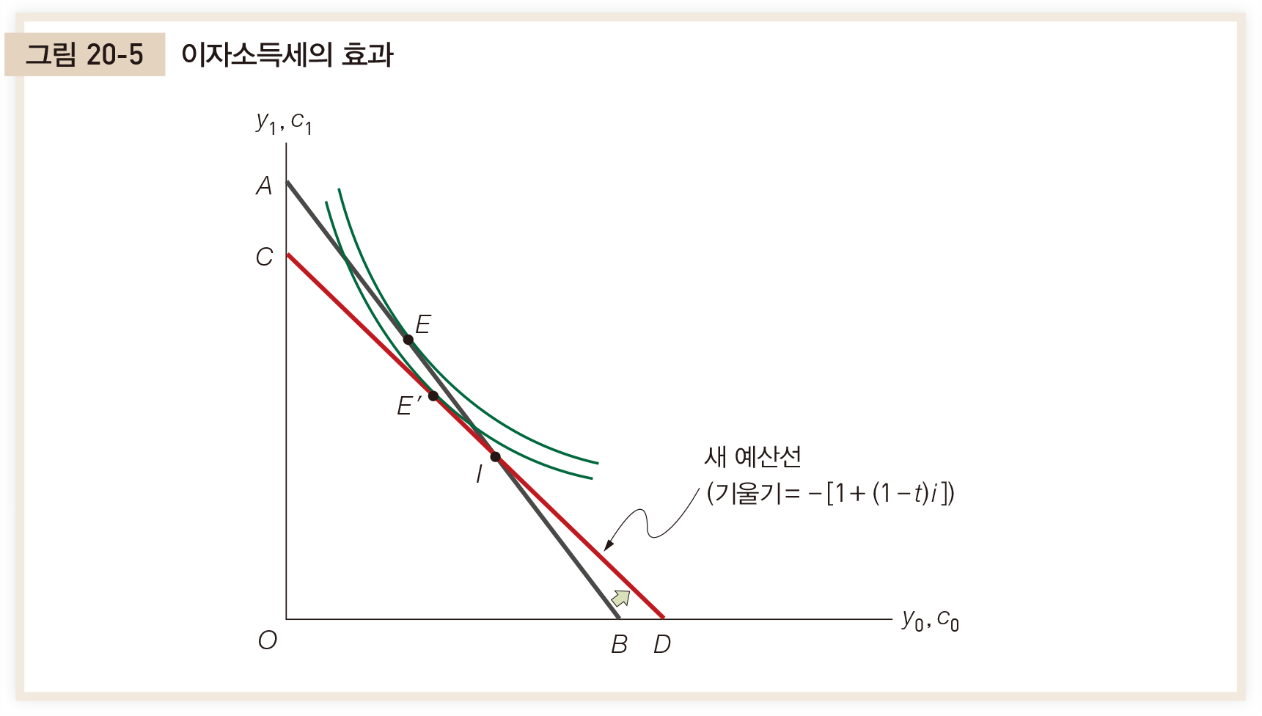 그림 20-5 이자소득세의 효과
y₁, c₁
A
C
E
E′
I
새 예산선
(기울기 = −[1 + (1 − t)i])
O
B
D
y₀, c₀